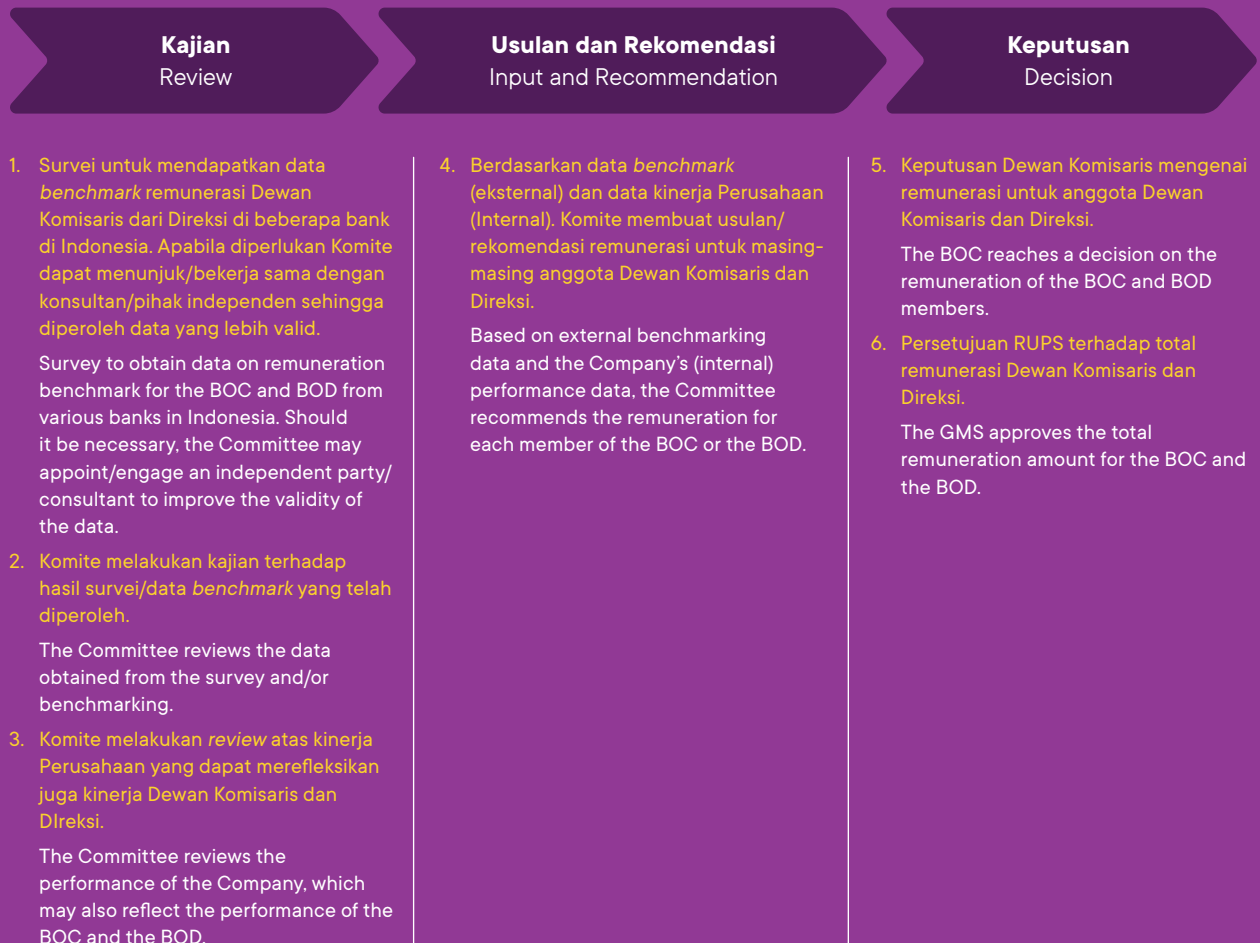 Kajian
Review
Usulan dan Rekomendasi
Input and Recommendation
Keputusan
Decision
1. Survei untuk mendapatkan data
benchmark remunerasi Dewan
Komisaris dari Direksi di beberapa bank
di Indonesia. Apabila diperlukan Komite
dapat menunjuk/bekerja sama dengan
konsultan/pihak independen sehingga
diperoleh data yang lebih valid.
Survey to obtain data on remuneration
benchmark for the BOC and BOD from
various banks in Indonesia. Should
it be necessary, the Committee may
appoint/engage an independent party/
consultant to improve the validity of
the data.
2. Komite melakukan kajian terhadap
hasil survei/data benchmark yang telah
diperoleh.
The Committee reviews the data
obtained from the survey and/or
benchmarking.
3. Komite melakukan review atas kinerja
Perusahaan yang dapat merefleksikan
juga kinerja Dewan Komisaris dan
DIreksi.
The Committee reviews the
performance of the Company, which
may also reflect the performance of the
BOC and the BOD.
4. Berdasarkan data benchmark
(eksternal) dan data kinerja Perusahaan
(Internal). Komite membuat usulan/
rekomendasi remunerasi untuk masing-
masing anggota Dewan Komisaris dan
Direksi.
Based on external benchmarking
data and the Company's (internal)
performance data, the Committee
recommends the remuneration for
each member of the BOC or the BOD.
5. Keputusan Dewan Komisaris mengenai
remunerasi untuk anggota Dewan
Komisaris dan Direksi.
The BOC reaches a decision on the
remuneration of the BOC and BOD
members.
6. Persetujuan RUPS terhadap total
remunerasi Dewan Komisaris dan
Direksi.
The GMS approves the total
remuneration amount for the BOC and
the BOD.